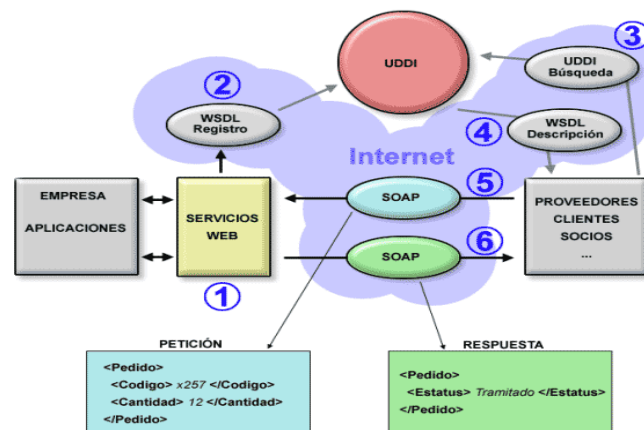 UDDI
3
UDDI
Búsqueda
2
WSDL
Registro
4
WSDL
Descripción
Internet
EMPRESA
APLICACIONES
SERVICIOS
WEB
5
SOAP
PROVEEDORES
CLIENTES
SOCIOS
...
6
SOAP
1
PETICIÓN
<Pedido>
<Codigo> x257 </Codigo>
<Cantidad> 12 </Cantidad>
</Pedido>
RESPUESTA
<Pedido>
<Estatus> Tramitado </Estatus>
</Pedido>